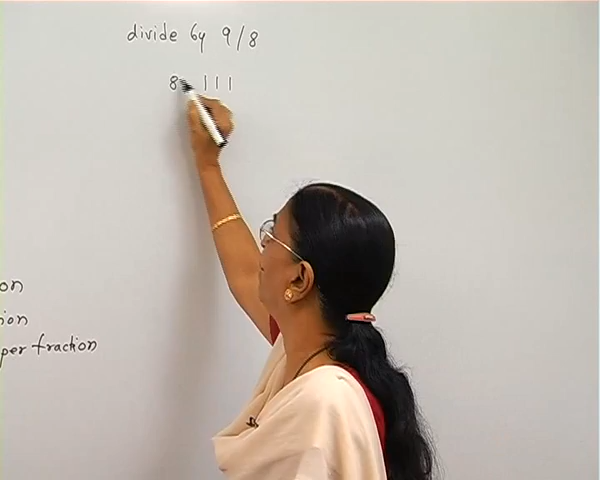 divide by 9/8
8 111
on
ion
per fraction